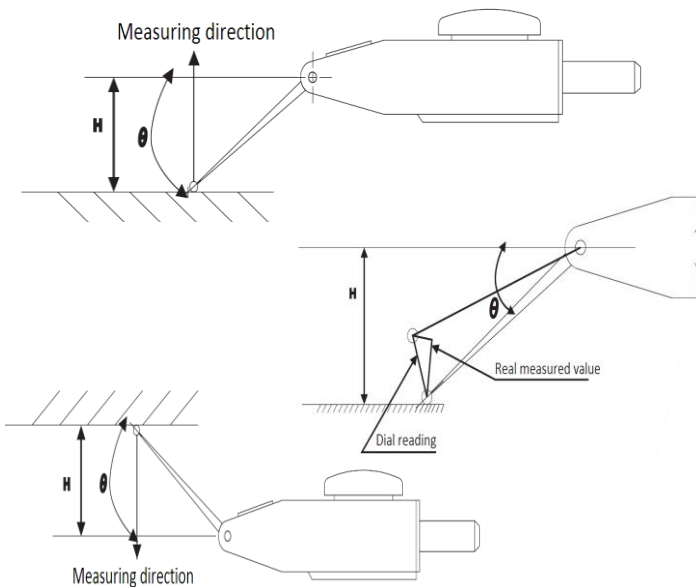 Measuring direction
H
θ
H
θ
Real measured value
Dial reading
H
θ
Measuring direction